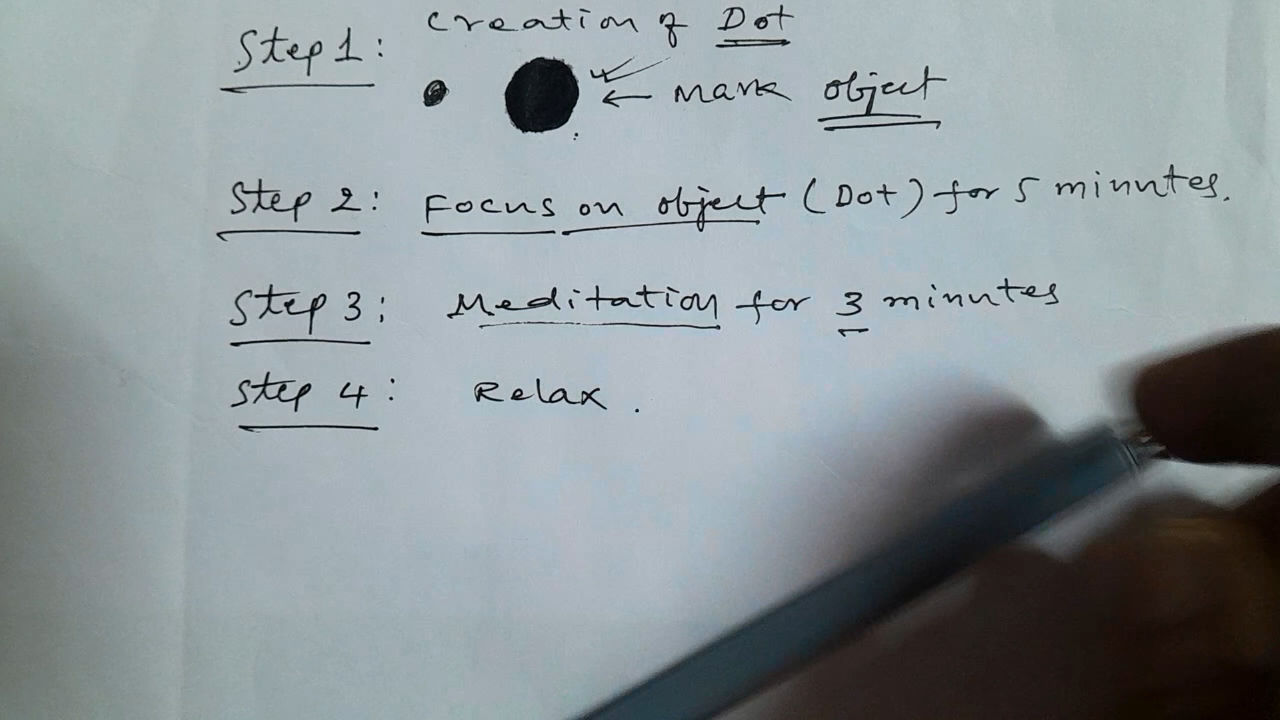 Step 1: Creation of Dot
← Mark object
Step 2: Focus on object (Dot) for 5 minutes.
Step 3: Meditation for 3 minutes
Step 4: Relax.